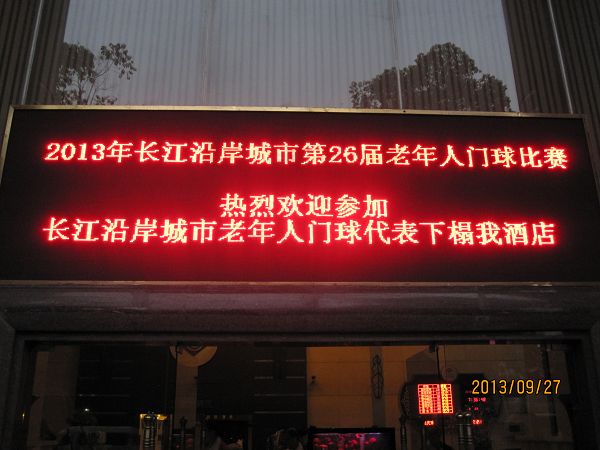 2013年长江沿岸城市第26届老年人门球比赛
热烈欢迎参加
长江沿岸城市老年人门球代表下榻我酒店
2013/09/27